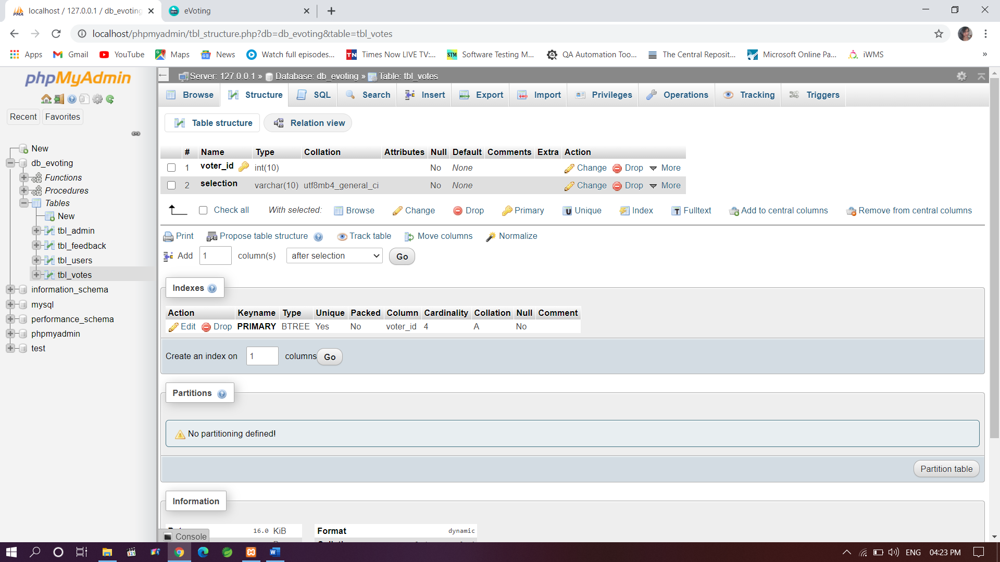 localhost / 127.0.0.1 / db_evoting
eVoting
localhost/phpmyadmin/tbl_structure.php?db=db_evoting&table=tbl_votes
Apps Gmail YouTube Maps News Watch full episodes... Times Now LIVE TV:... Software Testing M... QA Automation Too... The Central Reposit... Microsoft Online Pa... iWMS »
phpMyAdmin
Recent Favorites
New
db_evoting
Functions
Procedures
Tables
New
tbl_admin
tbl_feedback
tbl_users
tbl_votes
information_schema
mysql
performance_schema
phpmyadmin
test
Server: 127.0.0.1 » Database: db_evoting » Table: tbl_votes
Browse Structure SQL Search Insert Export Import Privileges Operations Tracking Triggers
Table structure Relation view
# Name Type Collation Attributes Null Default Comments Extra Action
1 voter_id int(10) No None Change Drop More
2 selection varchar(10) utf8mb4_general_ci No None Change Drop More
Check all With selected: Browse Change Drop Primary Unique Index Fulltext Add to central columns Remove from central columns
Print Propose table structure Track table Move columns Normalize
Add 1 column(s) after selection Go
Indexes
Action Keyname Type Unique Packed Column Cardinality Collation Null Comment
Edit Drop PRIMARY BTREE Yes No voter_id 4 A No
Create an index on 1 columns Go
Partitions
No partitioning defined!
Partition table
Information
16.0 KiB Format dynamic
Console
ENG 04:23 PM